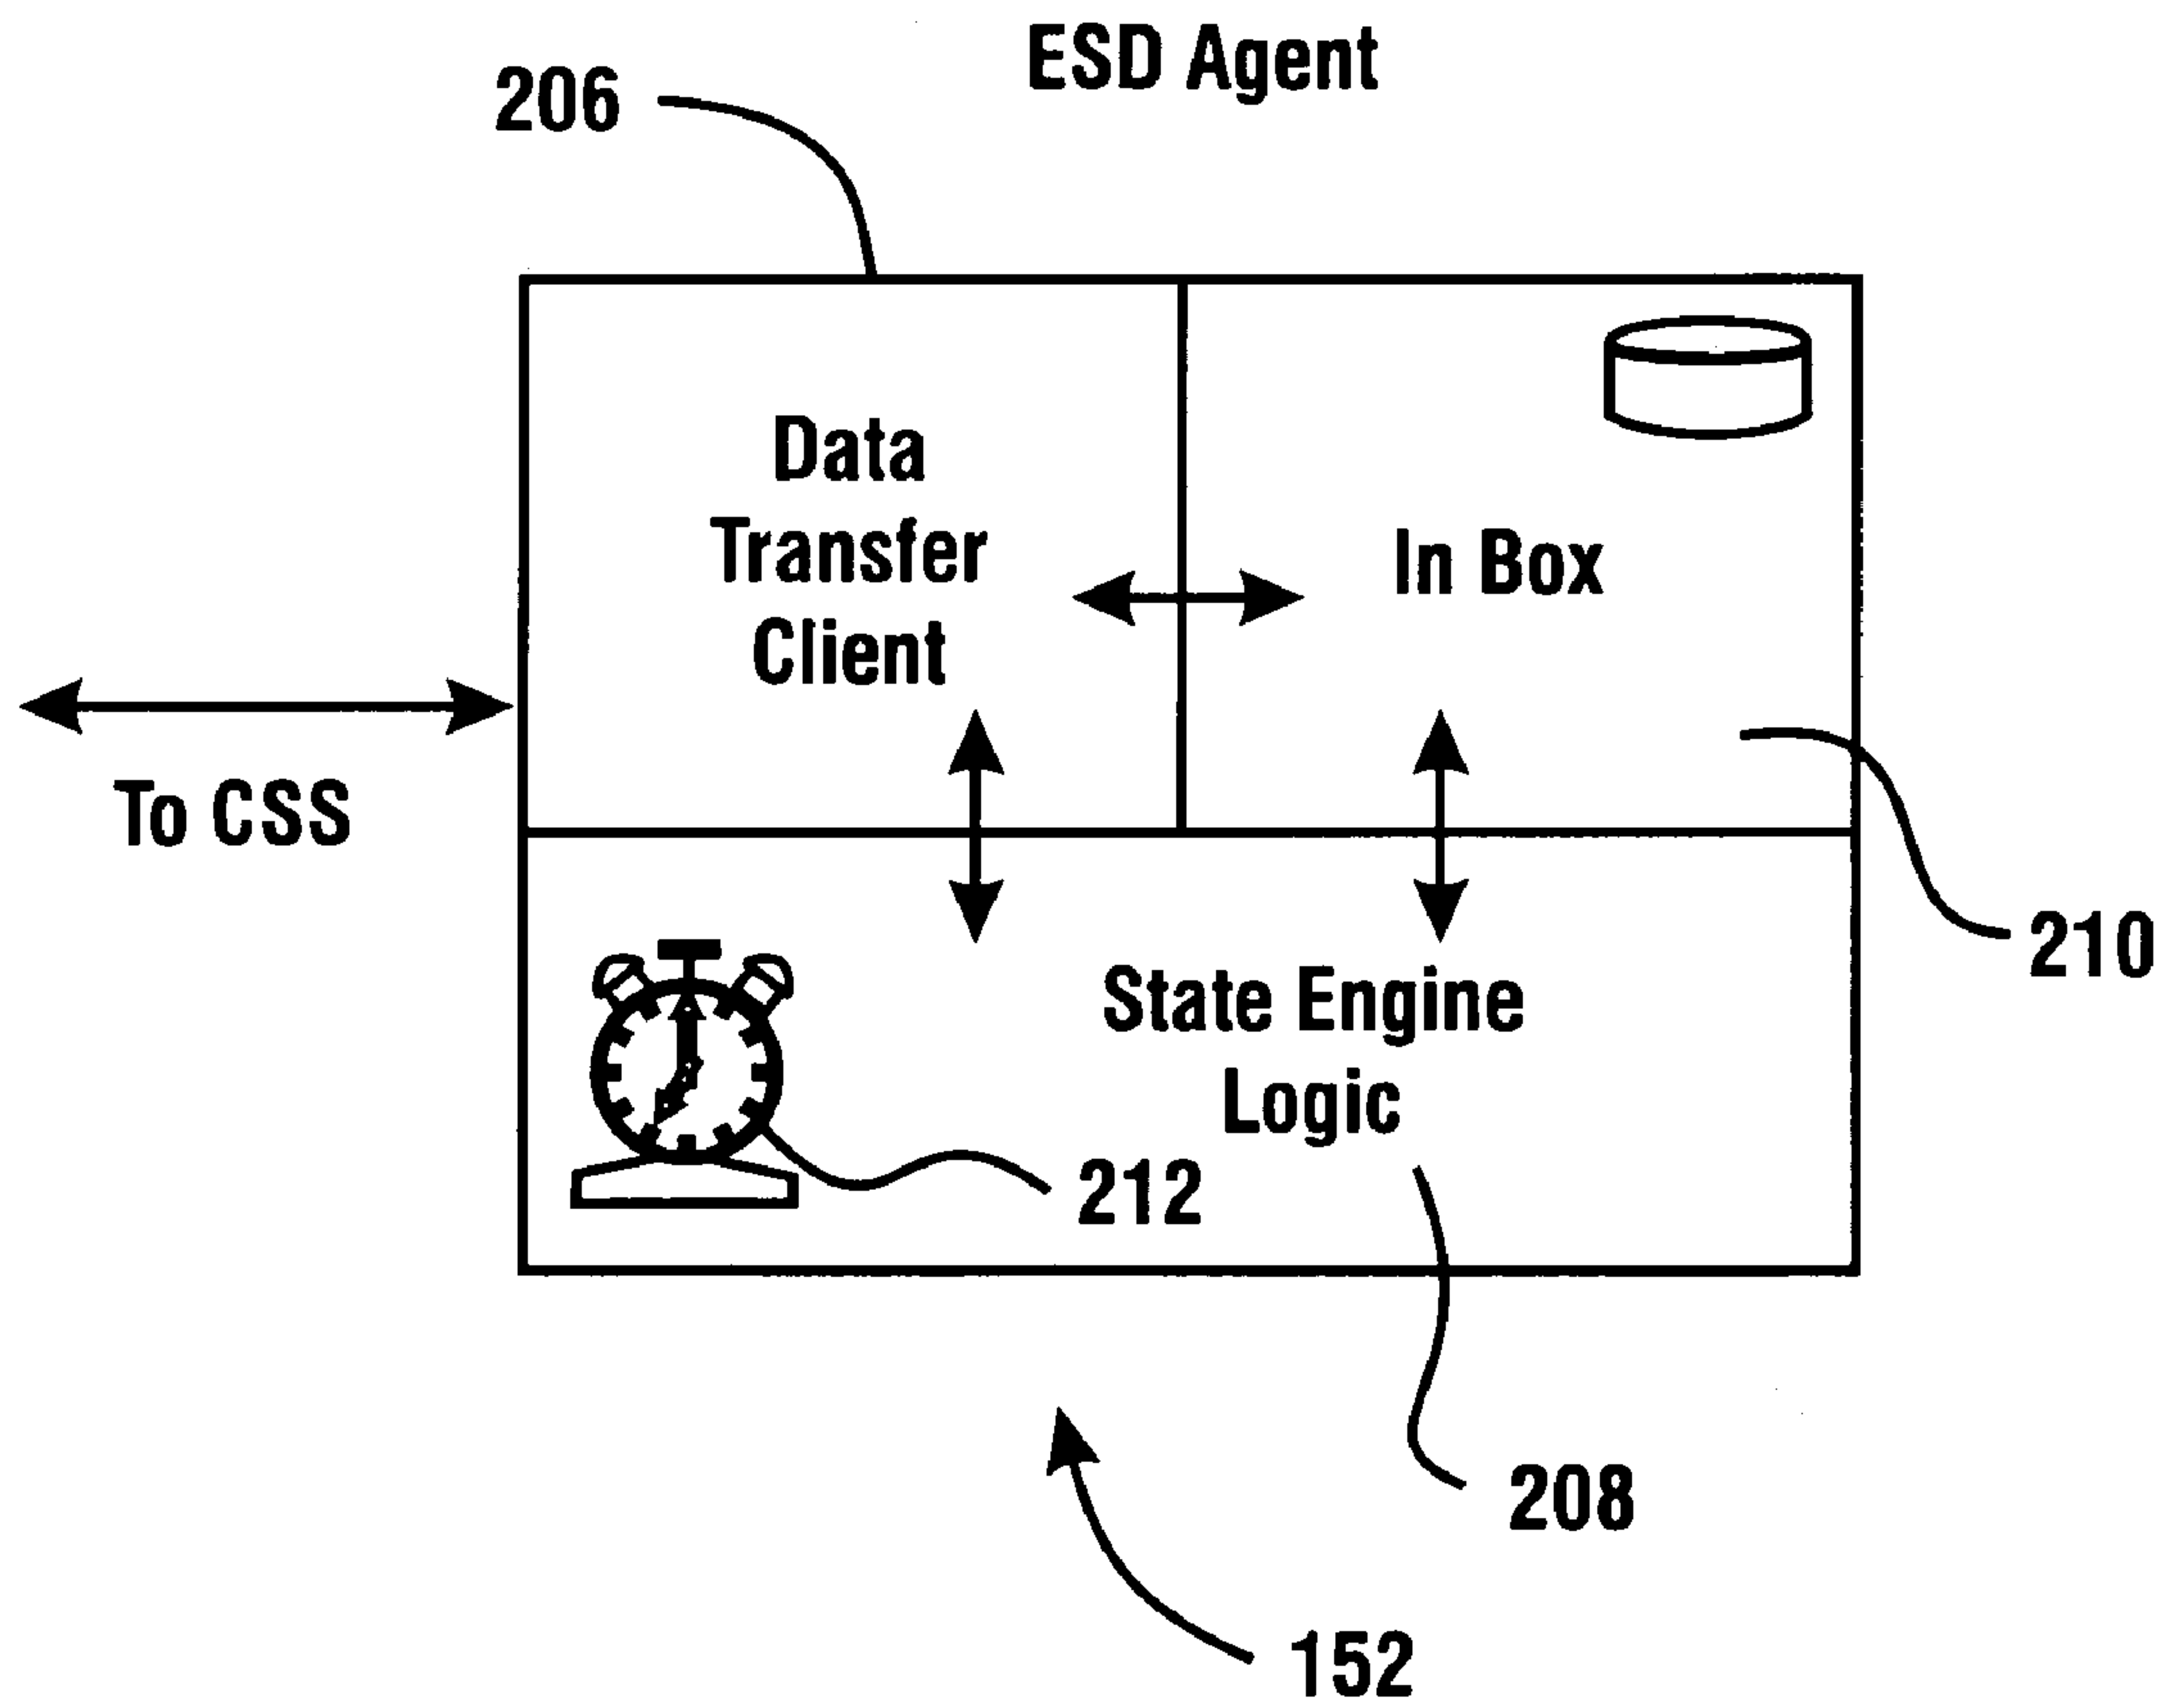 ESD Agent
206
Data
Transfer
Client
In Box
To CSS
210
State Engine
Logic
212
208
152